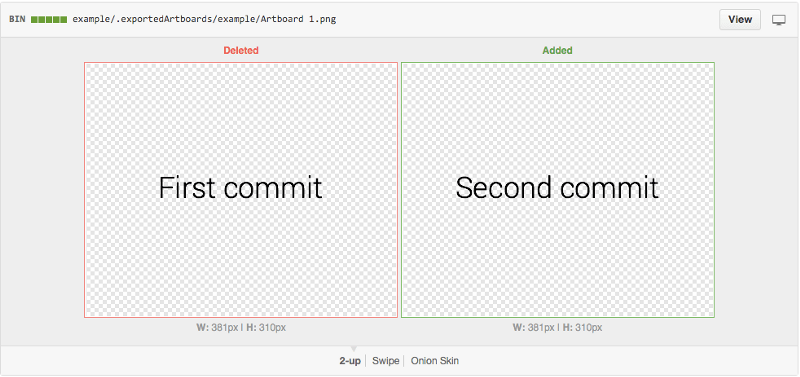 BIN example/.exportedArtboards/example/Artboard 1.png View
Deleted Added
First commit Second commit
W: 381px | H: 310px W: 381px | H: 310px
2-up Swipe Onion Skin